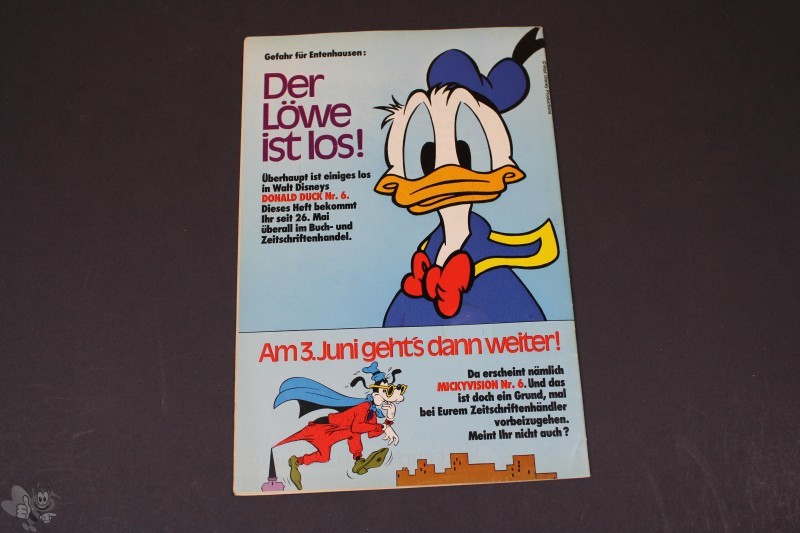 Gefahr für Entenhausen:
Der
Löwe
ist los!
Überhaupt ist einiges los
in Walt Disneys
DONALD DUCK Nr. 6.
Dieses Heft bekommt
Ihr seit 26. Mai
überall im Buch- und
Zeitschriftenhandel.
© Walt Disney Productions
Am 3. Juni geht's dann weiter!
Da erscheint nämlich
MICKYVISION Nr. 6. Und das
ist doch ein Grund, mal
bei Eurem Zeitschriftenhändler
vorbeizugehen.
Meint Ihr nicht auch?